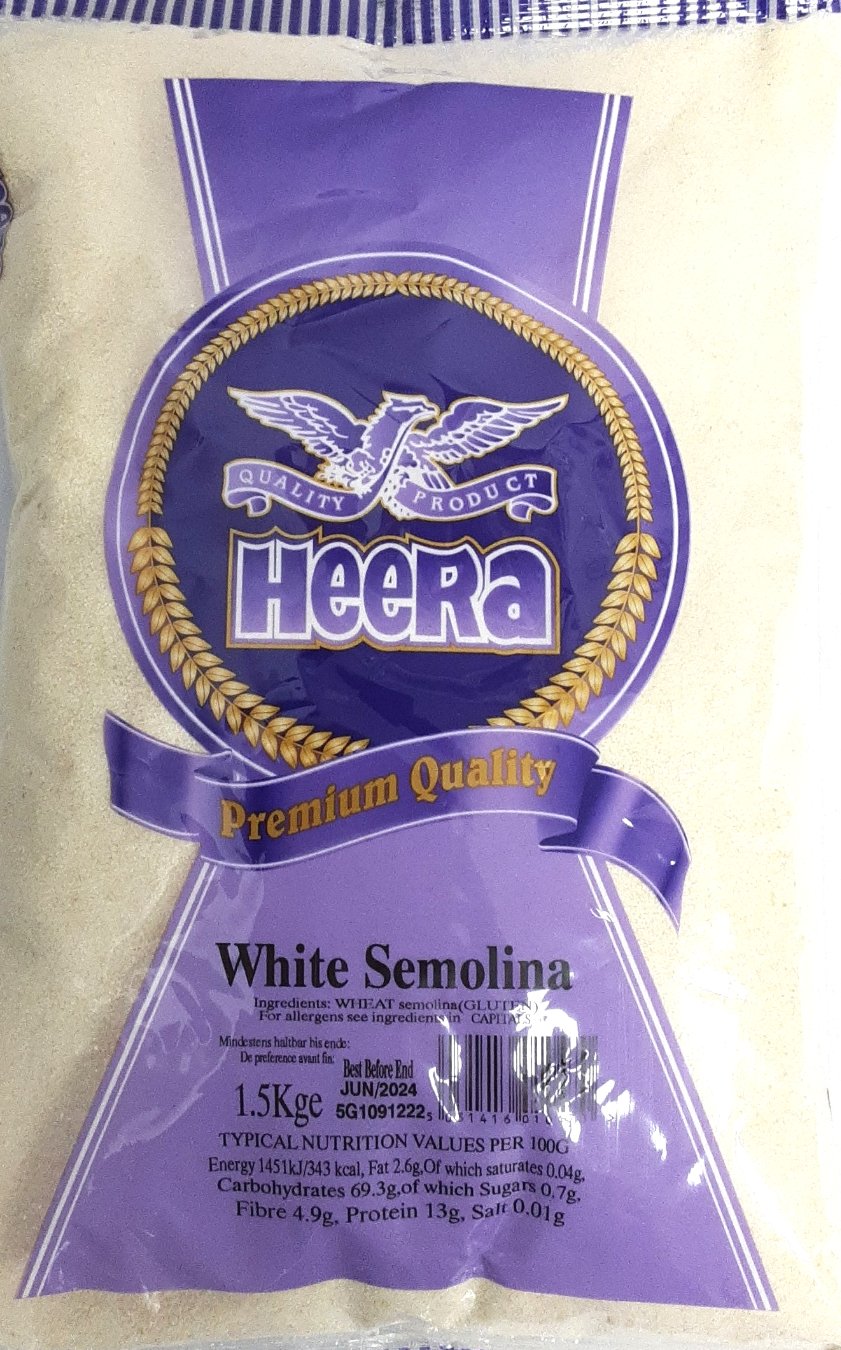 QUALITY PRODUCT
HeeRa
Premium Quality
White Semolina
Ingredients: WHEAT semolina(GLUTEN)
For allergens see ingredients in CAPITALS
Mindestens haltbar bis ende:
De preference avant fin:
Best Before End
JUN/2024
1.5Kge
5G1091222
TYPICAL NUTRITION VALUES PER 100G
Energy 1451kJ/343 kcal, Fat 2.6g,Of which saturates 0.04g,
Carbohydrates 69.3g,of which Sugars 0.7g,
Fibre 4.9g, Protein 13g, Salt 0.01g